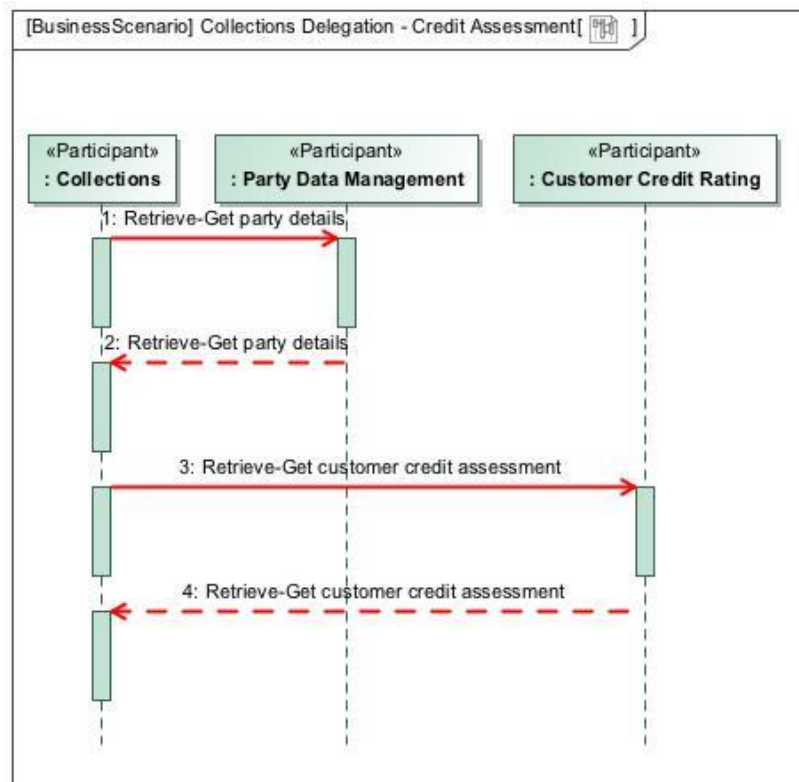 [BusinessScenario] Collections Delegation - Credit Assessment[ ]
«Participant»
: Collections
«Participant»
: Party Data Management
«Participant»
: Customer Credit Rating
1: Retrieve-Get party details
2: Retrieve-Get party details
3: Retrieve-Get customer credit assessment
4: Retrieve-Get customer credit assessment